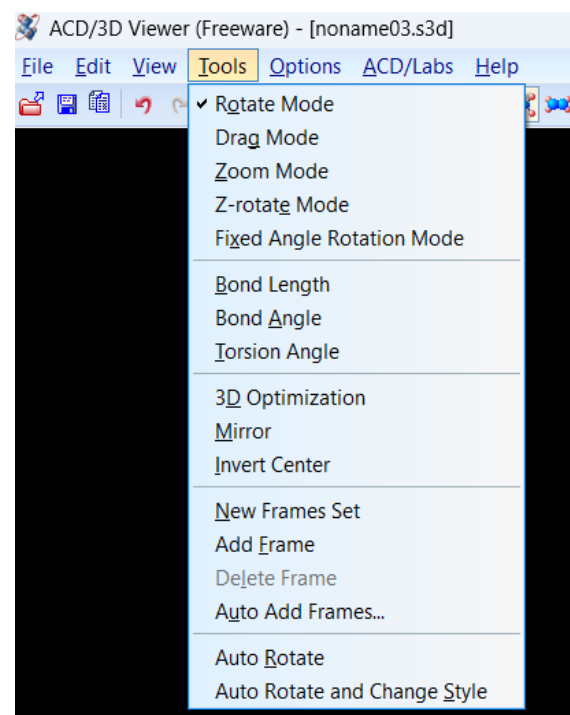 ACD/3D Viewer (Freeware) - [noname03.s3d]
File Edit View Tools Options ACD/Labs Help
Rotate Mode
Drag Mode
Zoom Mode
Z-rotate Mode
Fixed Angle Rotation Mode
Bond Length
Bond Angle
Torsion Angle
3D Optimization
Mirror
Invert Center
New Frames Set
Add Frame
Delete Frame
Auto Add Frames...
Auto Rotate
Auto Rotate and Change Style